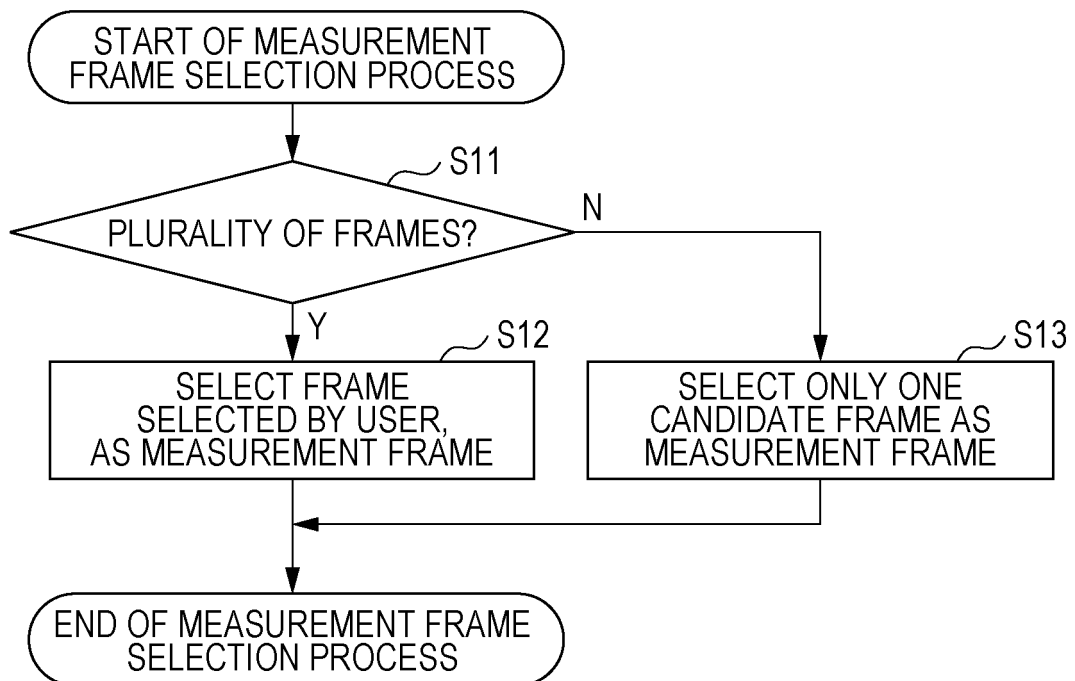 START OF MEASUREMENT
FRAME SELECTION PROCESS
S11
PLURALITY OF FRAMES?
N
Y
S12
SELECT FRAME
SELECTED BY USER,
AS MEASUREMENT FRAME
S13
SELECT ONLY ONE
CANDIDATE FRAME AS
MEASUREMENT FRAME
END OF MEASUREMENT FRAME
SELECTION PROCESS